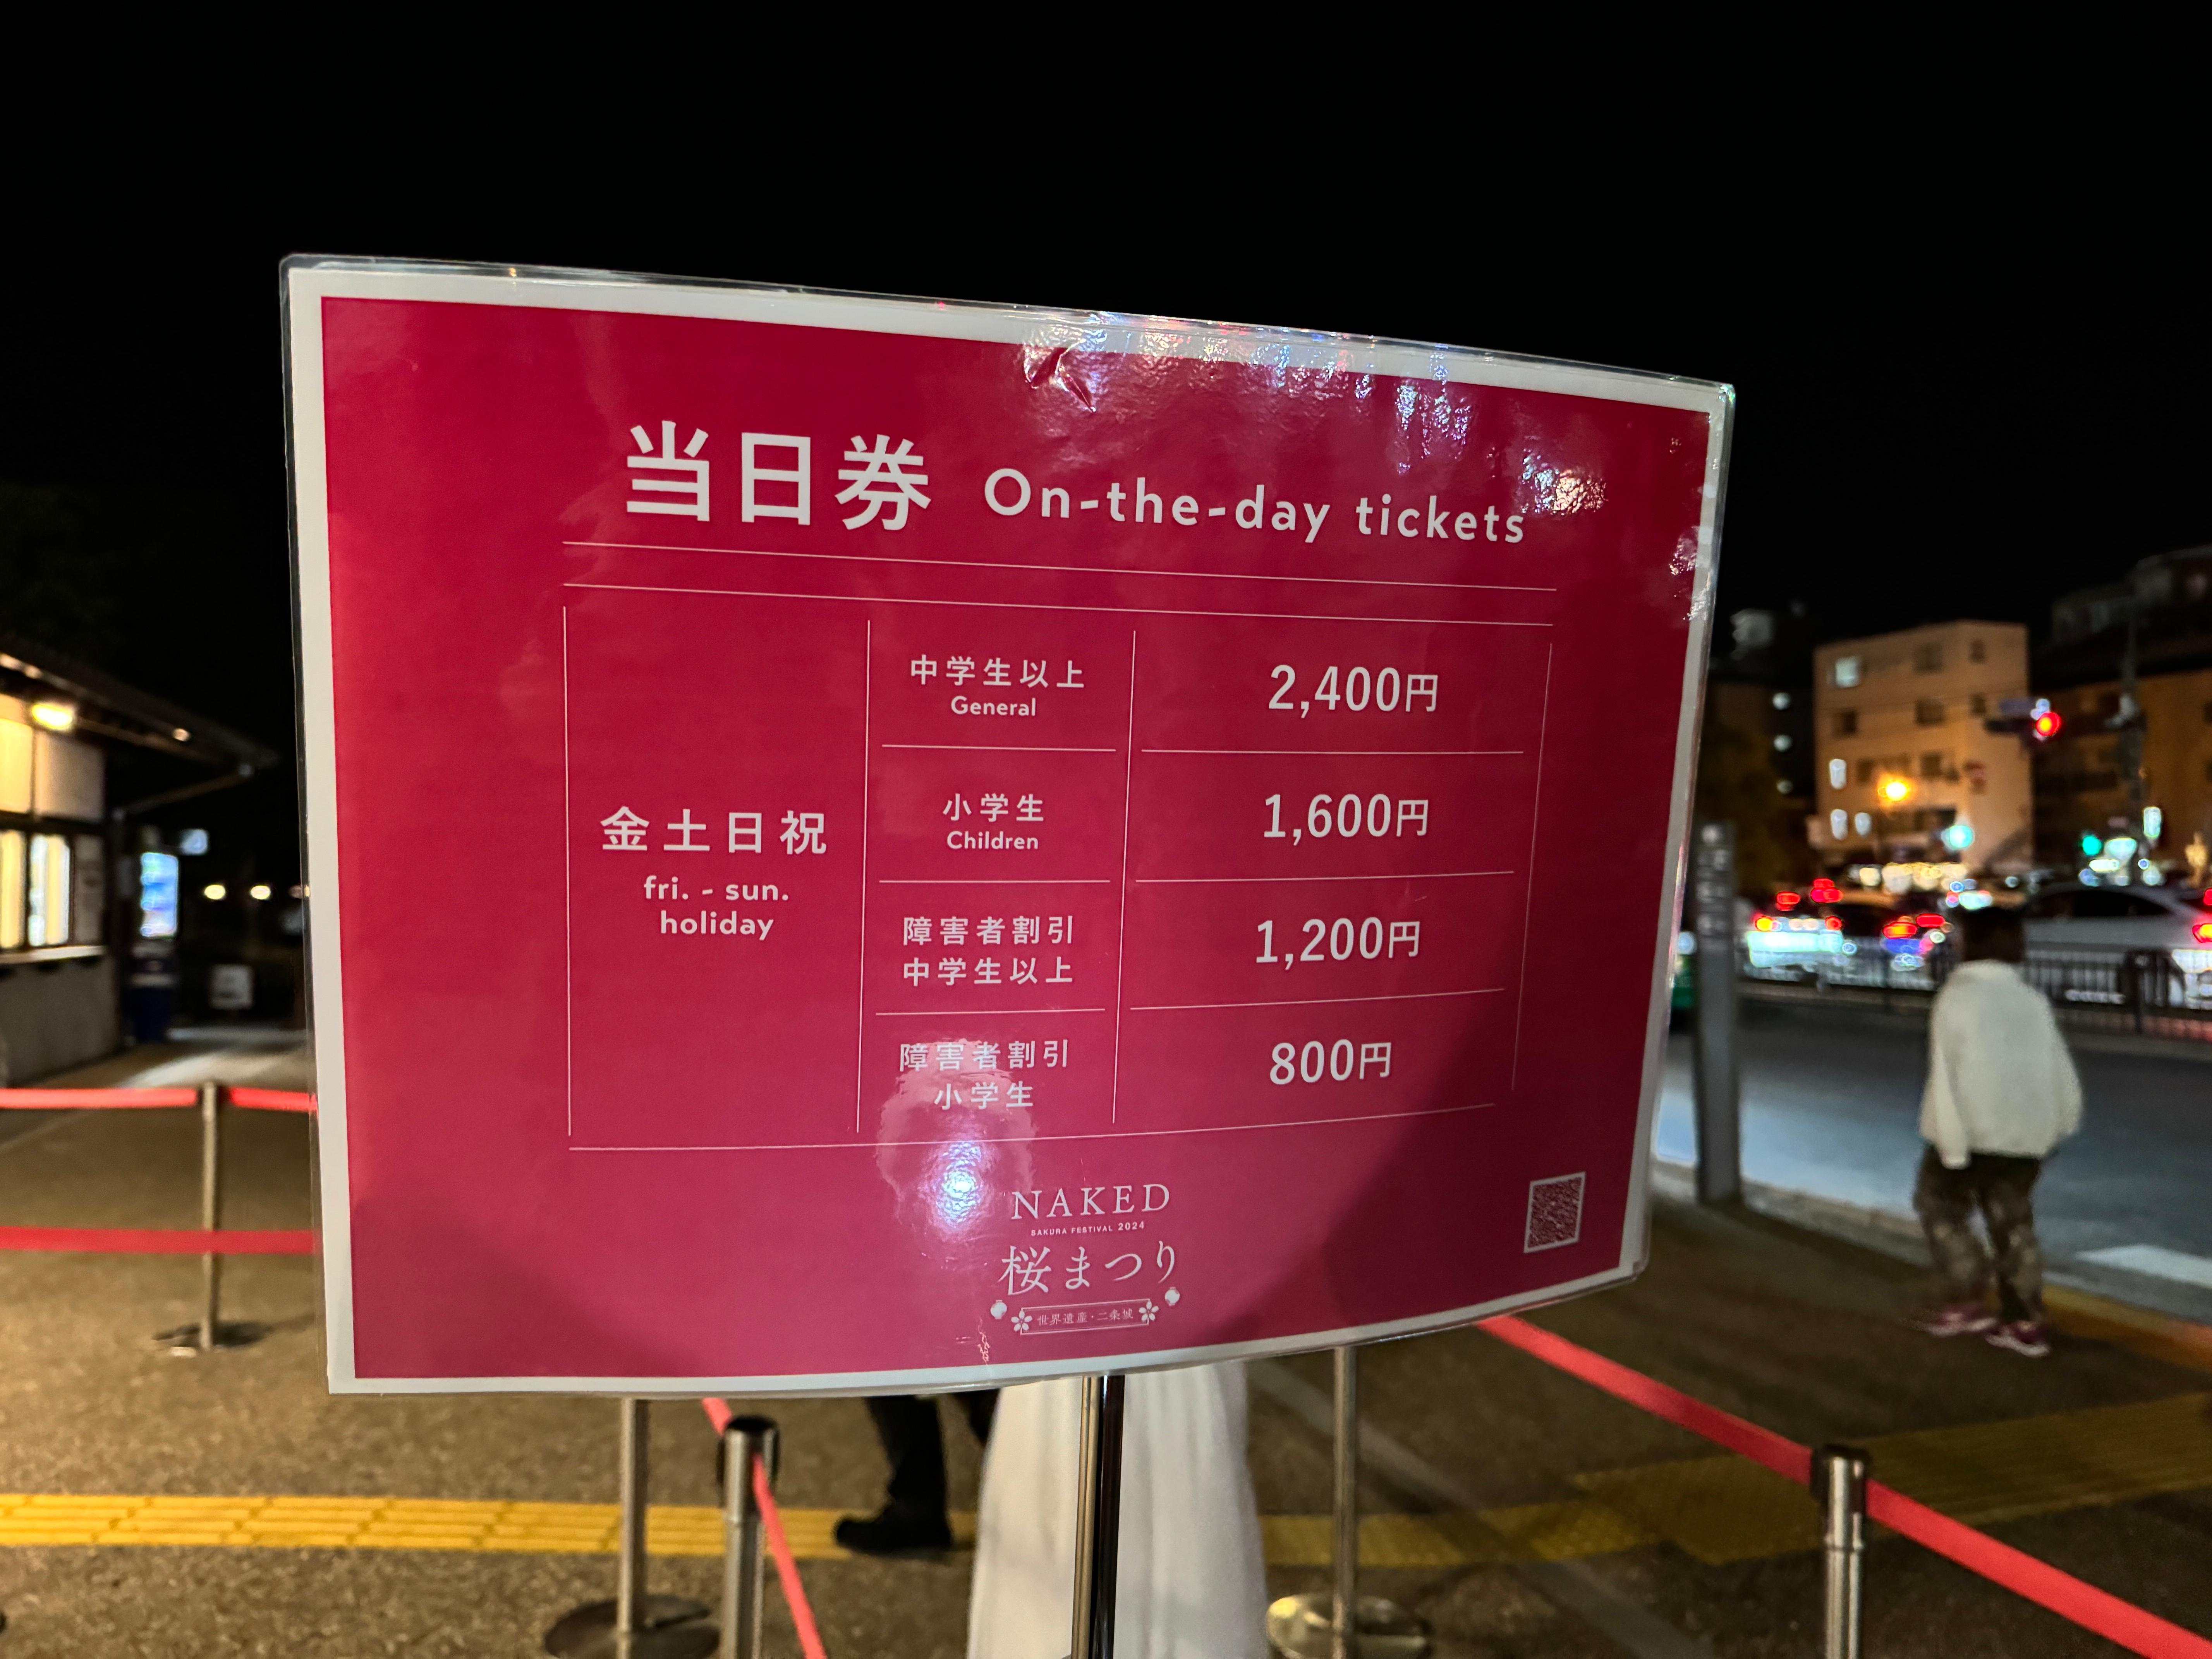 当日券 On-the-day tickets
金土日祝
fri. - sun.
holiday
中学生以上
General
2,400円
小学生
Children
1,600円
障害者割引
中学生以上
1,200円
障害者割引
小学生
800円
NAKED
SAKURA FESTIVAL 2024
桜まつり
世界遺産・二条城